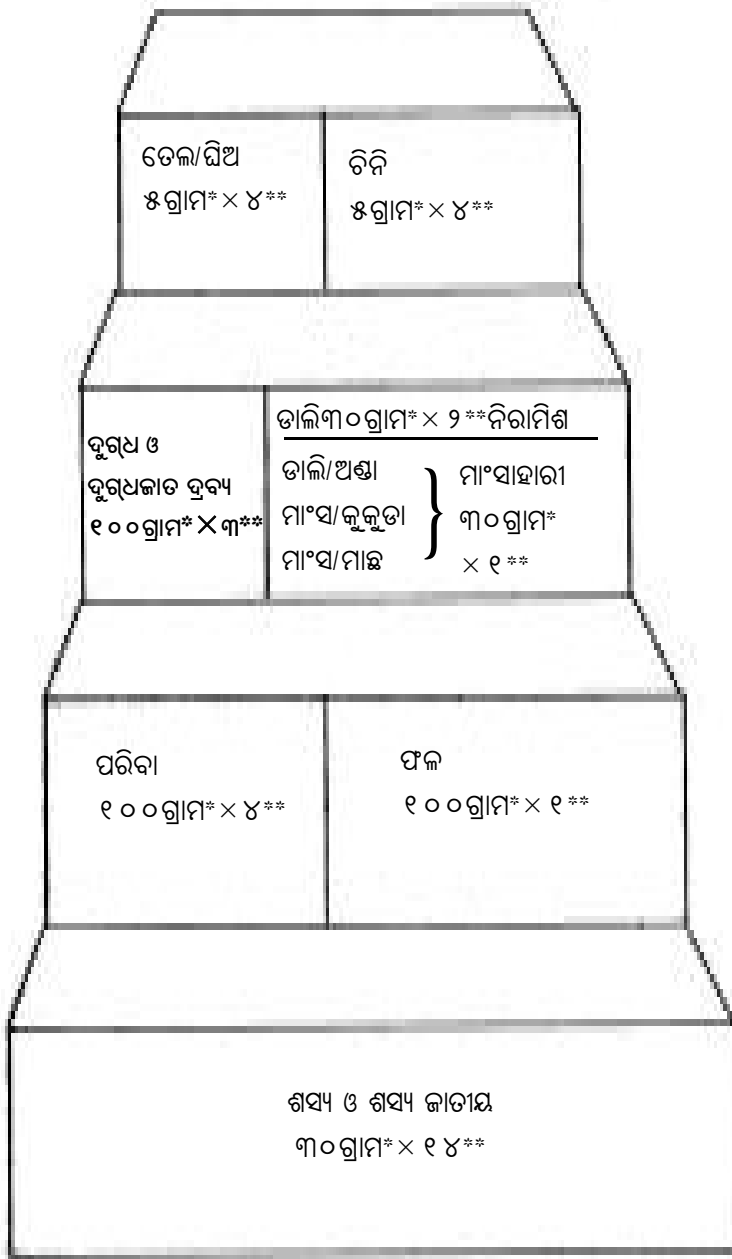 ତେଲ/ଘିଅ
୫ଗ୍ରାମ*×୪**
ଚିନି
୫ଗ୍ରାମ*×୪**
ଦୁଗ୍ଧ ଓ
ଦୁଗ୍ଧଜାତ ଦ୍ରବ୍ୟ
୧୦୦ଗ୍ରାମ*×୩**
ଡାଲି୩୦ଗ୍ରାମ*× ୨**ନିରାମିଶ
ଡାଲି/ଅଣ୍ଡା
ମାଂସ/କୁକୁଡା
ମାଂସ/ମାଛ
}
ମାଂସାହାରୀ
୩୦ଗ୍ରାମ*
× ୧**
ପରିବା
୧୦୦ଗ୍ରାମ*×୪**
ଫଳ
୧୦୦ଗ୍ରାମ*×୧**
ଶସ୍ୟ ଓ ଶସ୍ୟ ଜାତୀୟ
୩୦ଗ୍ରାମ*×୧୪**